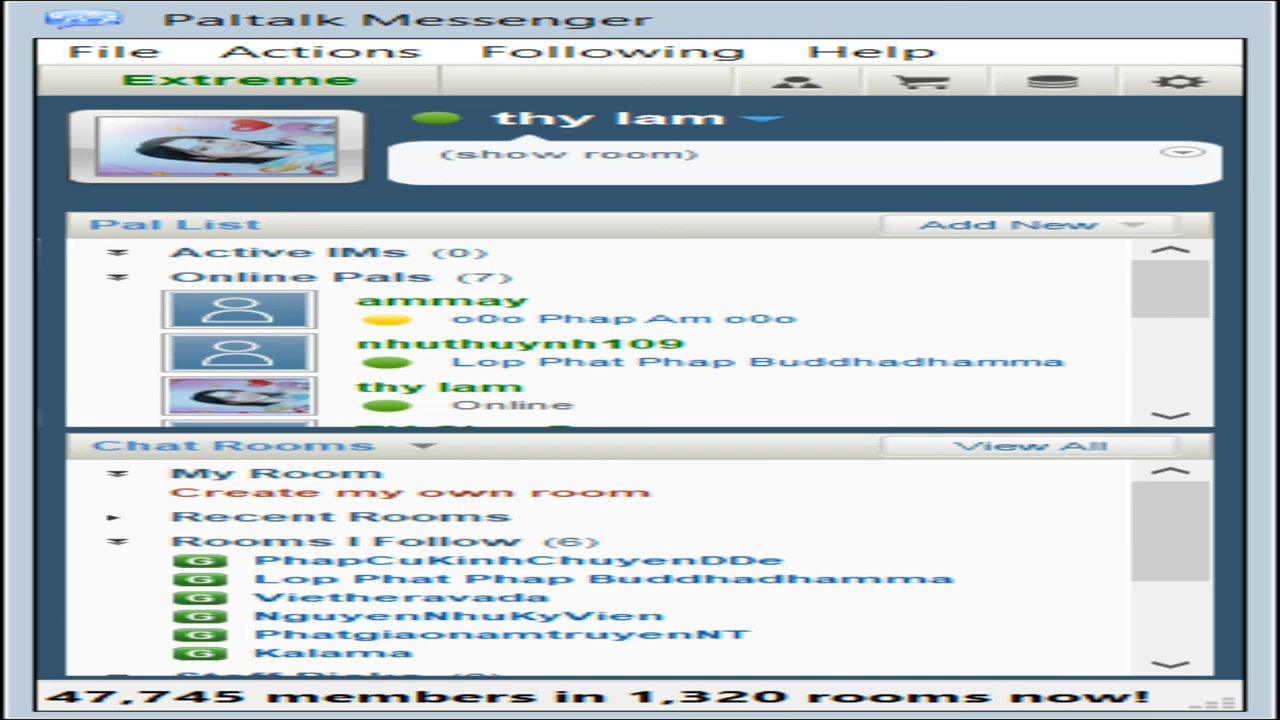 Paltalk Messenger
File Actions Following Help
Extreme
thy lam
(show room)
Pal List Add New
Active IMs (0)
Online Pals (7)
ammay
o0o Phap Am o0o
nhuthuynh109
Lop Phat Phap Buddhadhamma
thy lam
Online
Chat Rooms View All
My Room
Create my own room
Recent Rooms
Rooms I Follow (6)
G PhapCuKinhChuyenDDe
G Lop Phat Phap Buddhadhamma
G Vietheravada
G NguyenNhuKyVien
G PhatgiaonamtruyenNT
G Kalama
47,745 members in 1,320 rooms now!